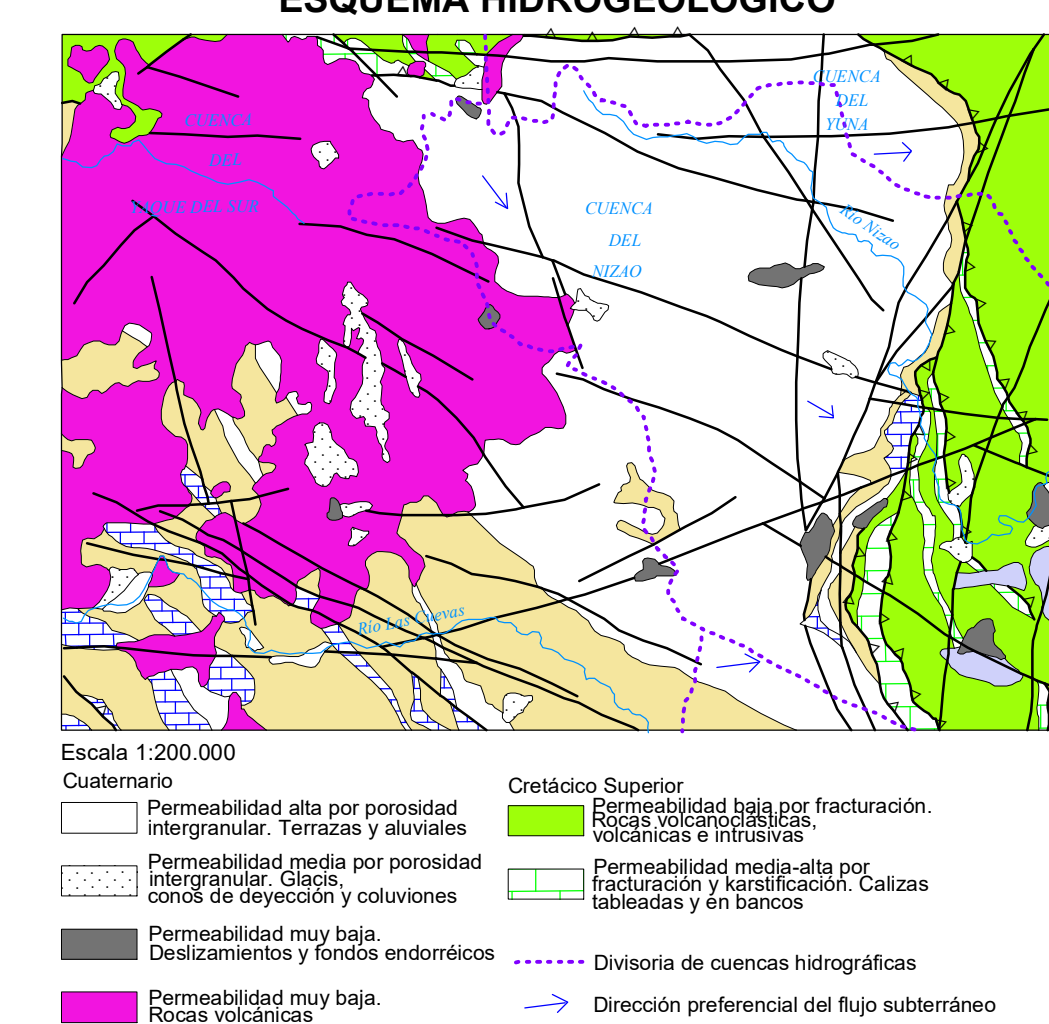 ESQUEMA HIDROGEOLÓGICO
CUENCA
DEL
YAQUE DEL SUR
CUENCA
DEL
YUNA
CUENCA
DEL
NIZAO
Río Nizao
Río Las Cuevas
Escala 1:200.000
Cuaternario
Permeabilidad alta por porosidad
intergranular. Terrazas y aluviales
Permeabilidad media por porosidad
intergranular. Glacis,
conos de deyección y coluviones
Permeabilidad muy baja.
Deslizamientos y fondos endorréicos
Permeabilidad muy baja.
Rocas volcánicas
Cretácico Superior
Permeabilidad baja por fracturación.
Rocas volcanoclásticas,
volcánicas e intrusivas
Permeabilidad media-alta por
fracturación y karstificación. Calizas
tableadas y en bancos
Divisoria de cuencas hidrográficas
Dirección preferencial del flujo subterráneo